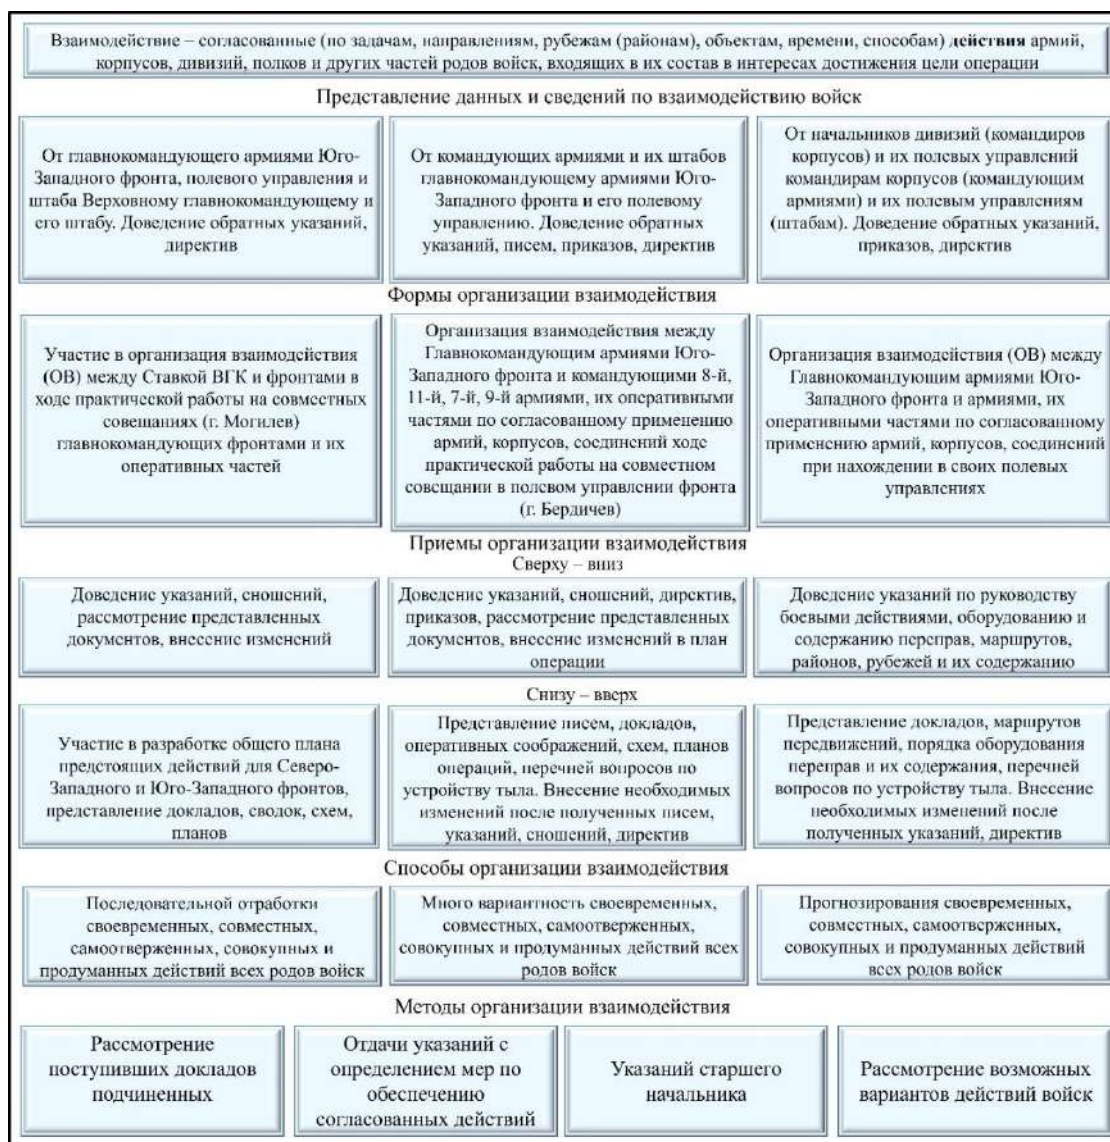 Взаимодействие – согласованные (по задачам, направлениям, рубежам (районам), объектам, времени, способам) действия армий,
корпусов, дивизий, полков и других частей родов войск, входящих в их состав в интересах достижения цели операции
Представление данных и сведений по взаимодействию войск
От главнокомандующего армиями Юго-
Западного фронта, полевого управления и
штаба Верховному главнокомандующему и
его штабу. Доведение обратных указаний,
директив
От командующих армиями и их штабов
главнокомандующему армиями Юго-
Западного фронта и его полевому
управлению. Доведение обратных
указаний, писем, приказов, директив
От начальников дивизий (командиров
корпусов) и их полевых управлений
командирам корпусов (командующим
армиями) и их полевым управлениям
(штабам). Доведение обратных указаний,
приказов, директив
Формы организации взаимодействия
Участие в организация взаимодействия
(ОВ) между Ставкой ВГК и фронтами в
ходе практической работы на совместных
совещаниях (г. Могилев)
главнокомандующих фронтами и их
оперативных частей
Организация взаимодействия между
Главнокомандующим армиями Юго-
Западного фронта и командующими 8-й,
11-й, 7-й, 9-й армиями, их оперативными
частями по согласованному применению
армий, корпусов, соединений ходе
практической работы на совместном
совещании в полевом управлении фронта
(г. Бердичев)
Организация взаимодействия (ОВ) между
Главнокомандующим армиями Юго-
Западного фронта и армиями, их
оперативными частями по согласованному
применению армий, корпусов, соединений
при нахождении в своих полевых
управлениях
Приемы организации взаимодействия
Сверху – вниз
Доведение указаний, сношений,
рассмотрение представленных
документов, внесение изменений
Доведение указаний, сношений, директив,
приказов, рассмотрение представленных
документов, внесение изменений в план
операции
Доведение указаний по руководству
боевыми действиями, оборудованию и
содержанию переправ, маршрутов,
районов, рубежей и их содержанию
Снизу – вверх
Участие в разработке общего плана
предстоящих действий для Северо-
Западного и Юго-Западного фронтов,
представление докладов, сводок, схем,
планов
Представление писем, докладов,
оперативных соображений, схем, планов
операций, перечней вопросов по
устройству тыла. Внесение необходимых
изменений после полученных писем,
указаний, сношений, директив
Представление докладов, маршрутов
передвижений, порядка оборудования
переправ и их содержания, перечней
вопросов по устройству тыла. Внесение
необходимых изменений после
полученных указаний, директив
Способы организации взаимодействия
Последовательной отработки
своевременных, совместных,
самоотверженных, совокупных и
продуманных действий всех родов войск
Много вариантность своевременных,
совместных, самоотверженных,
совокупных и продуманных действий всех
родов войск
Прогнозирования своевременных,
совместных, самоотверженных,
совокупных и продуманных действий
всех родов войск
Методы организации взаимодействия
Рассмотрение
поступивших докладов
подчиненных
Отдачи указаний с
определением мер по
обеспечению
согласованных действий
Указаний старшего
начальника
Рассмотрение возможных
вариантов действий войск